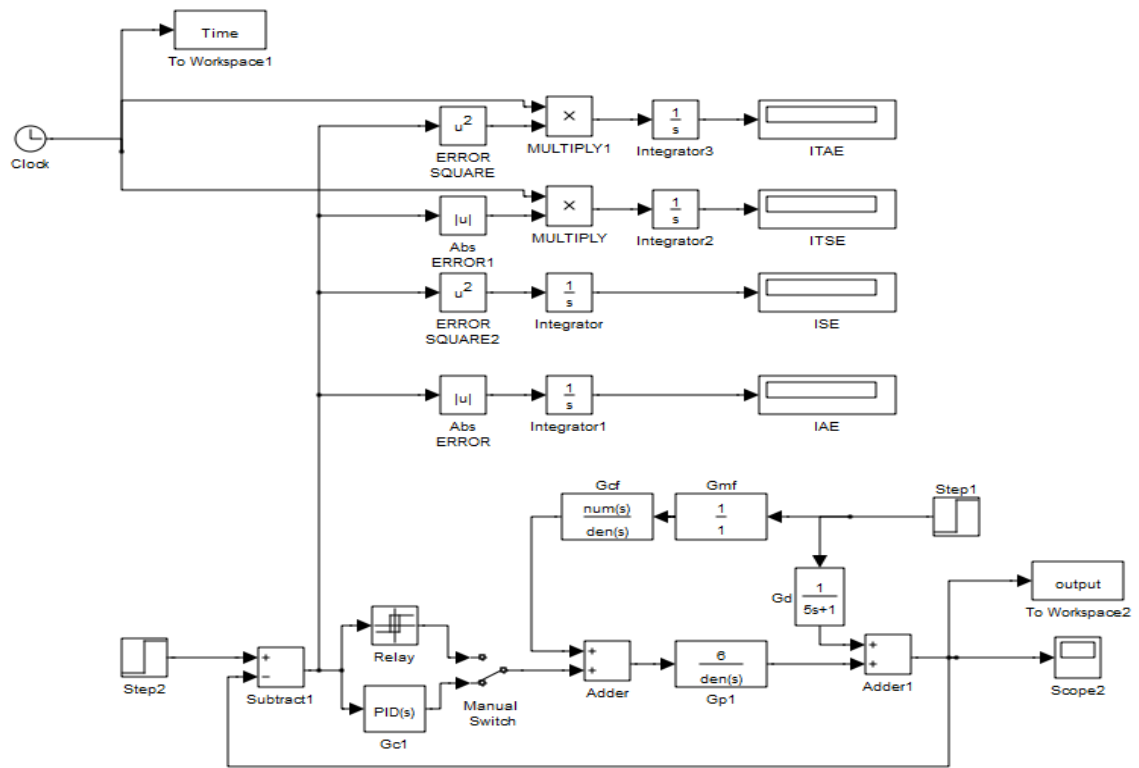 Time
To Workspace1
Clock
u²
ERROR
SQUARE
×
MULTIPLY1
1
s
Integrator3
ITAE
|u|
Abs
ERROR1
×
MULTIPLY
1
s
Integrator2
ITSE
u²
ERROR
SQUARE2
1
s
Integrator
ISE
|u|
Abs
ERROR
1
s
Integrator1
IAE
Gcf
num(s)
den(s)
Gmf
1
1
Step1
Gd
1
5s+1
output
To Workspace2
Step2
+
−
Subtract1
Relay
PID(s)
Gc1
Manual
Switch
+
+
Adder
6
den(s)
Gp1
+
+
Adder1
Scope2